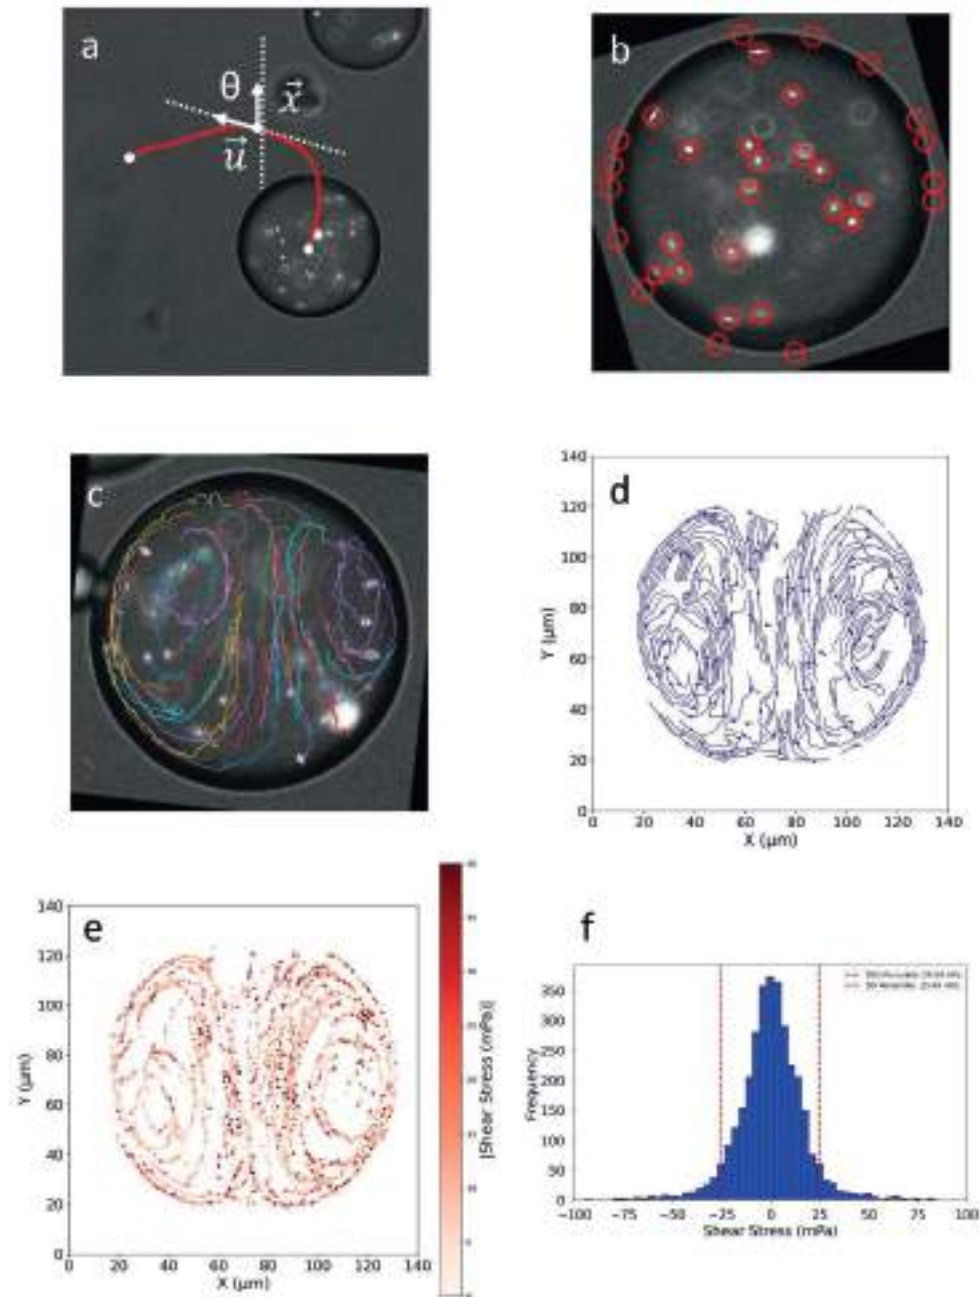 a
θ
x⃗
u⃗
b
c
d
140
120
100
80
60
40
20
0
Y (μm)
0 20 40 60 80 100 120 140
X (μm)
e
140
120
100
80
60
40
20
0
Y (μm)
0 20 40 60 80 100 120 140
X (μm)
|Shear Stress (mPa)|
f
350
300
250
200
150
100
50
0
Frequency
−100 −75 −50 −25 0 25 50 75 100
Shear Stress (mPa)